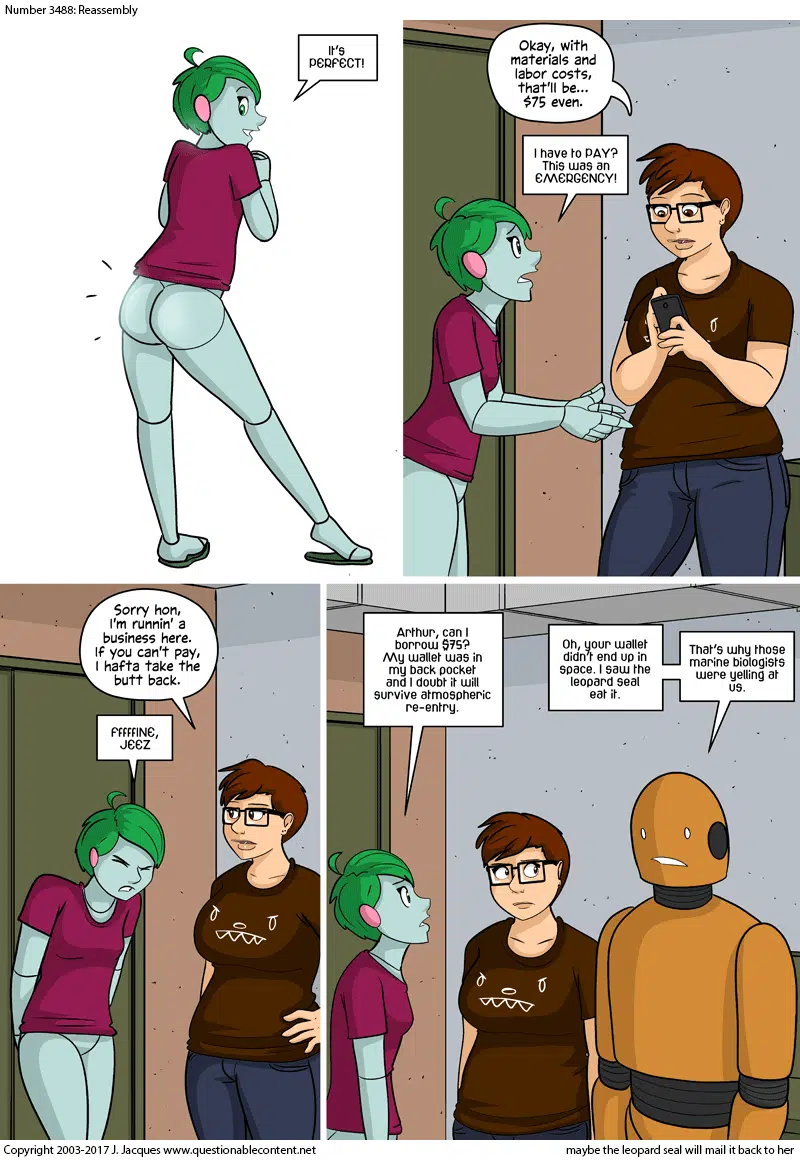 Number 3488: Reassembly
It's
PERFECT!
Okay, with
materials and
labor costs,
that'll be...
$75 even.
I have to PAY?
This was an
EMERGENCY!
Sorry hon,
I'm runnin' a
business here.
If you can't pay,
I hafta take the
butt back.
FFFFFINE,
JEEZ
Arthur, can I
borrow $75?
My wallet was in
my back pocket
and I doubt it will
survive atmospheric
re-entry.
Oh, your wallet
didn't end up in
space. I saw the
leopard seal
eat it.
That's why those
marine biologists
were yelling at
us.
Copyright 2003-2017 J. Jacques www.questionablecontent.net
maybe the leopard seal will mail it back to her